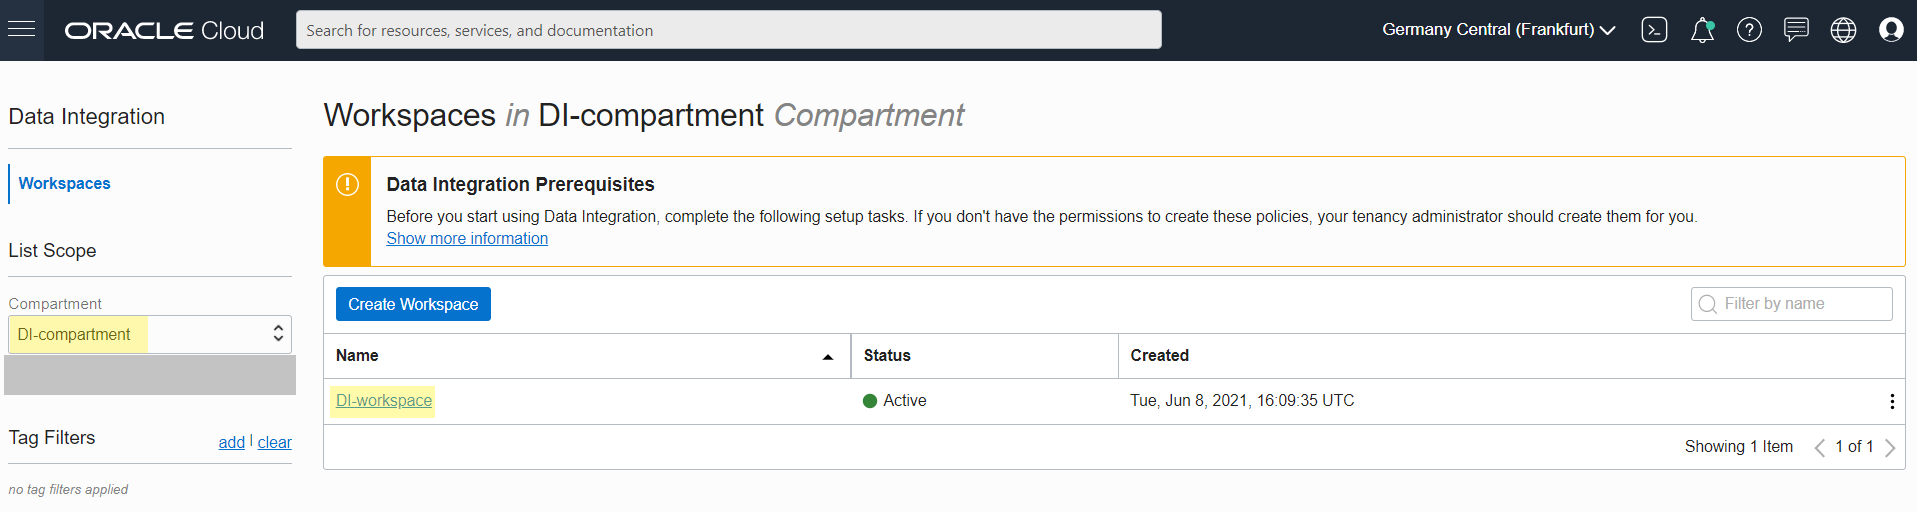 ORACLE Cloud
Search for resources, services, and documentation
Germany Central (Frankfurt)
Data Integration
Workspaces
List Scope
Compartment
DI-compartment
Tag Filters
add | clear
no tag filters applied
Workspaces in DI-compartment Compartment
Data Integration Prerequisites
Before you start using Data Integration, complete the following setup tasks. If you don't have the permissions to create these policies, your tenancy administrator should create them for you.
Show more information
Create Workspace
Filter by name
Name Status Created
DI-workspace Active Tue, Jun 8, 2021, 16:09:35 UTC
Showing 1 Item < 1 of 1 >